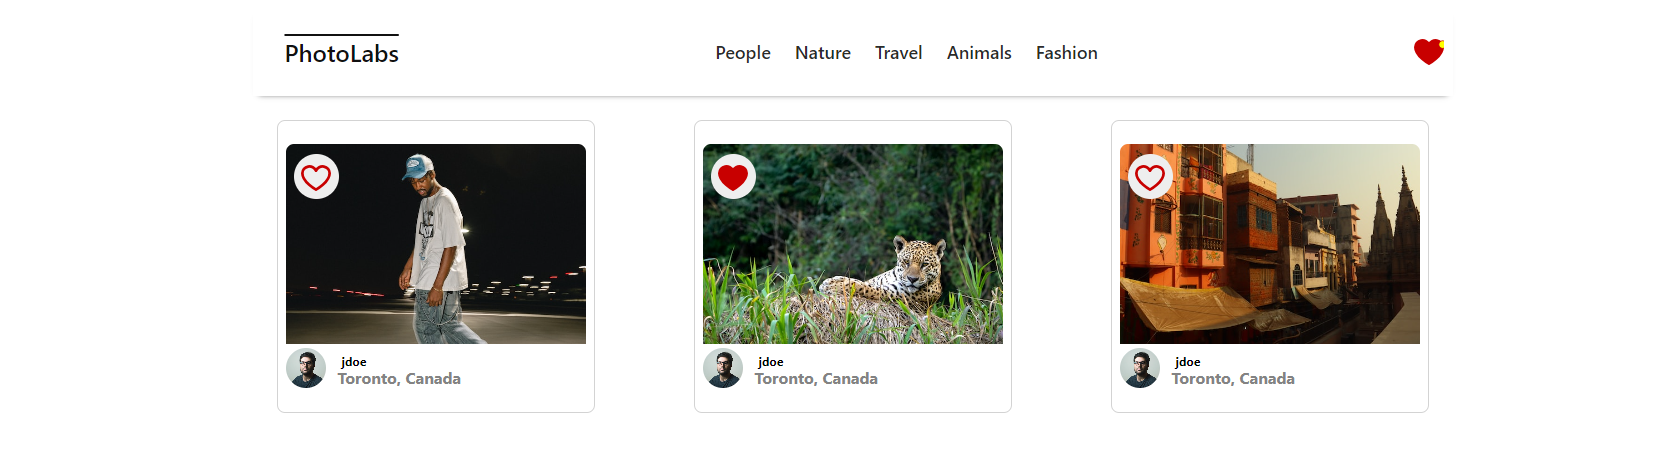 PhotoLabs
People Nature Travel Animals Fashion
jdoe
Toronto, Canada
jdoe
Toronto, Canada
jdoe
Toronto, Canada